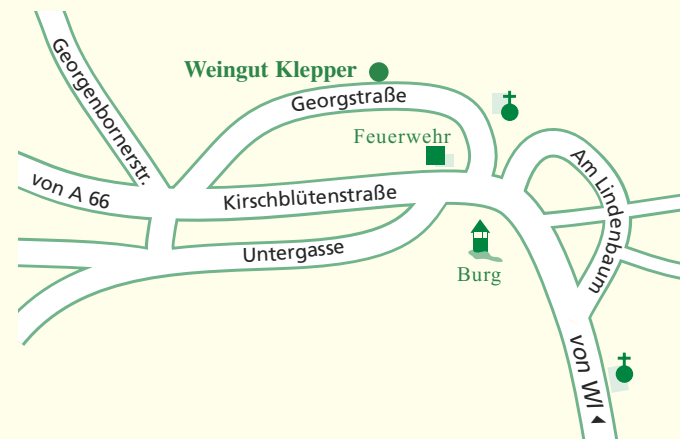 Georgenbornerstr.
Weingut Klepper
Georgstraße
Feuerwehr
Am Lindenbaum
von A 66
Kirschblütenstraße
Untergasse
Burg
von WI